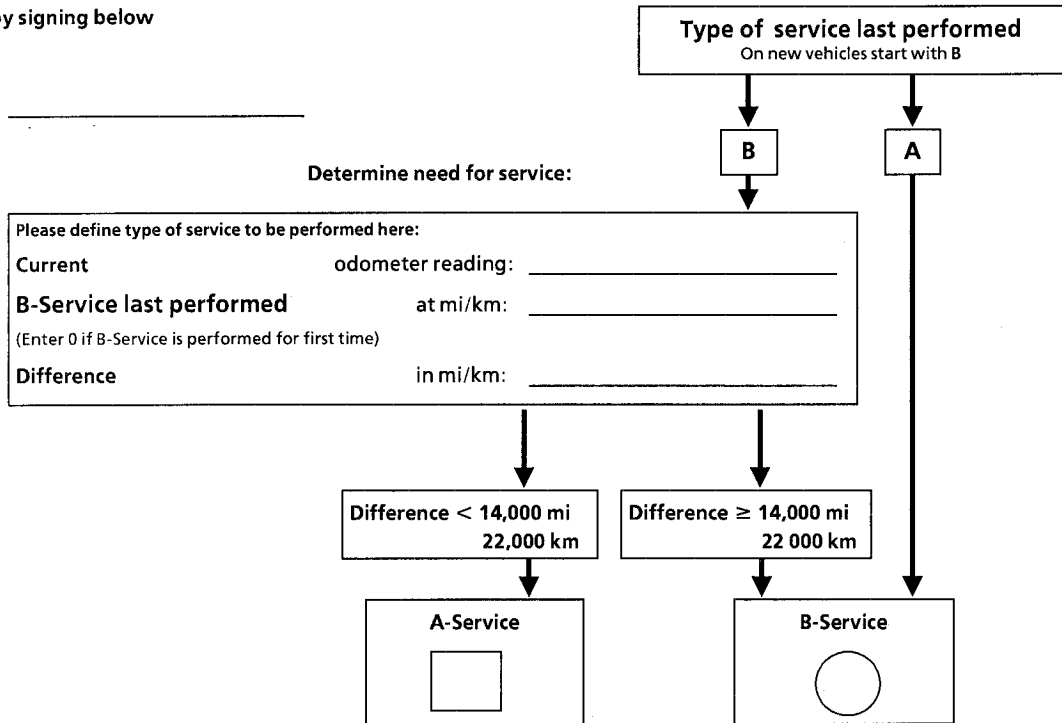 by signing below
Type of service last performed
On new vehicles start with B
B
A
Determine need for service:
Please define type of service to be performed here:
Current odometer reading:
B-Service last performed at mi/km:
(Enter 0 if B-Service is performed for first time)
Difference in mi/km:
Difference < 14,000 mi
22,000 km
Difference ≥ 14,000 mi
22 000 km
A-Service
B-Service